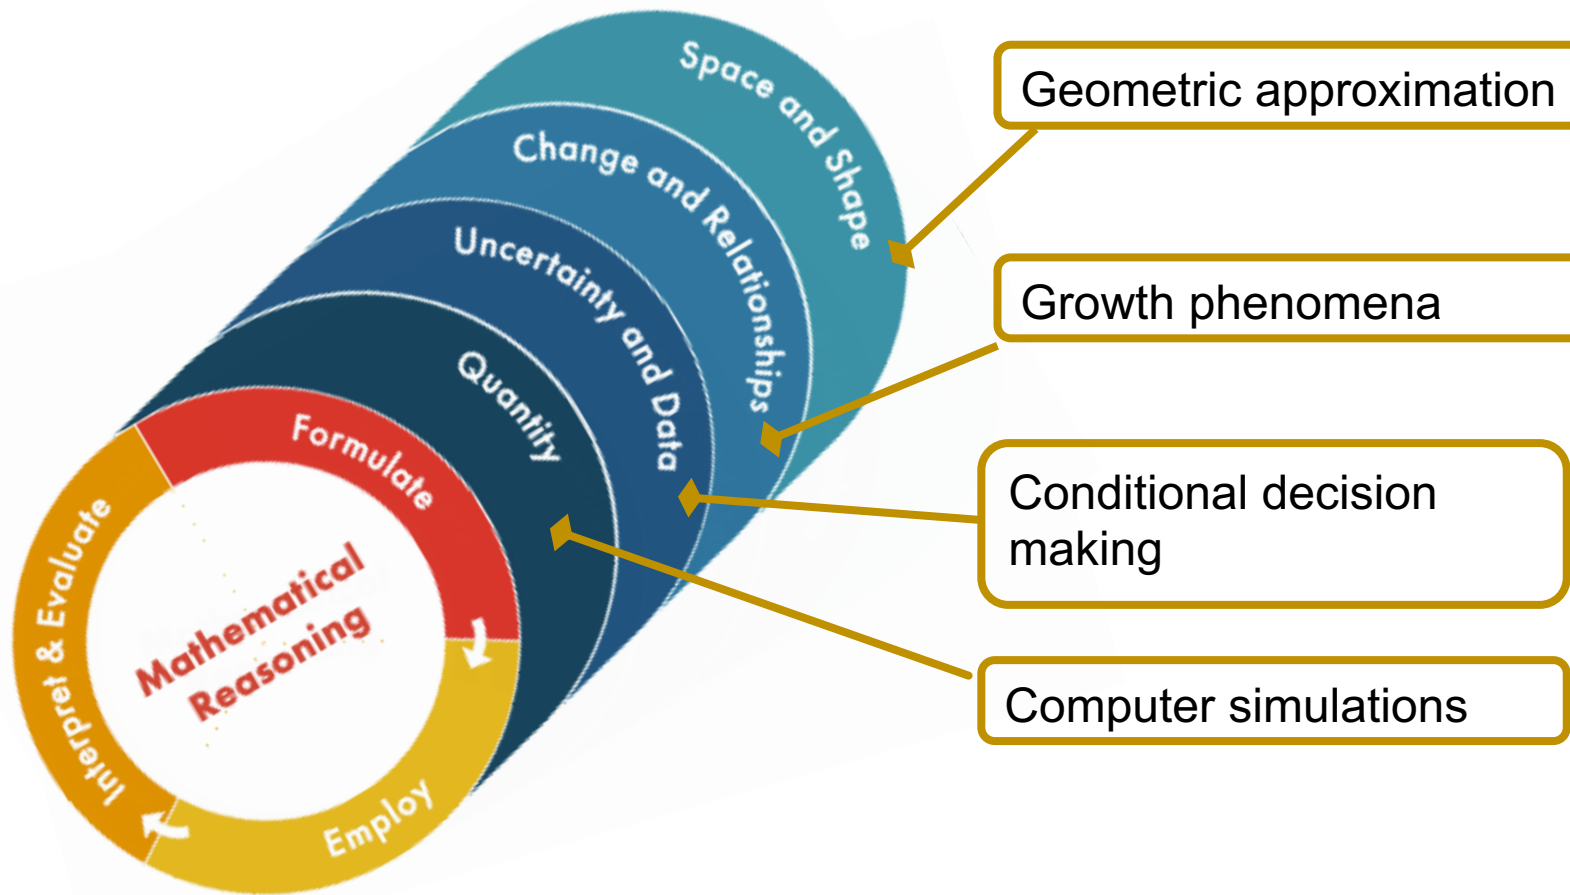 Space and Shape
Change and Relationships
Uncertainty and Data
Quantity
Formulate
Employ
Interpret & Evaluate
Mathematical
Reasoning
Geometric approximation
Growth phenomena
Conditional decision
making
Computer simulations